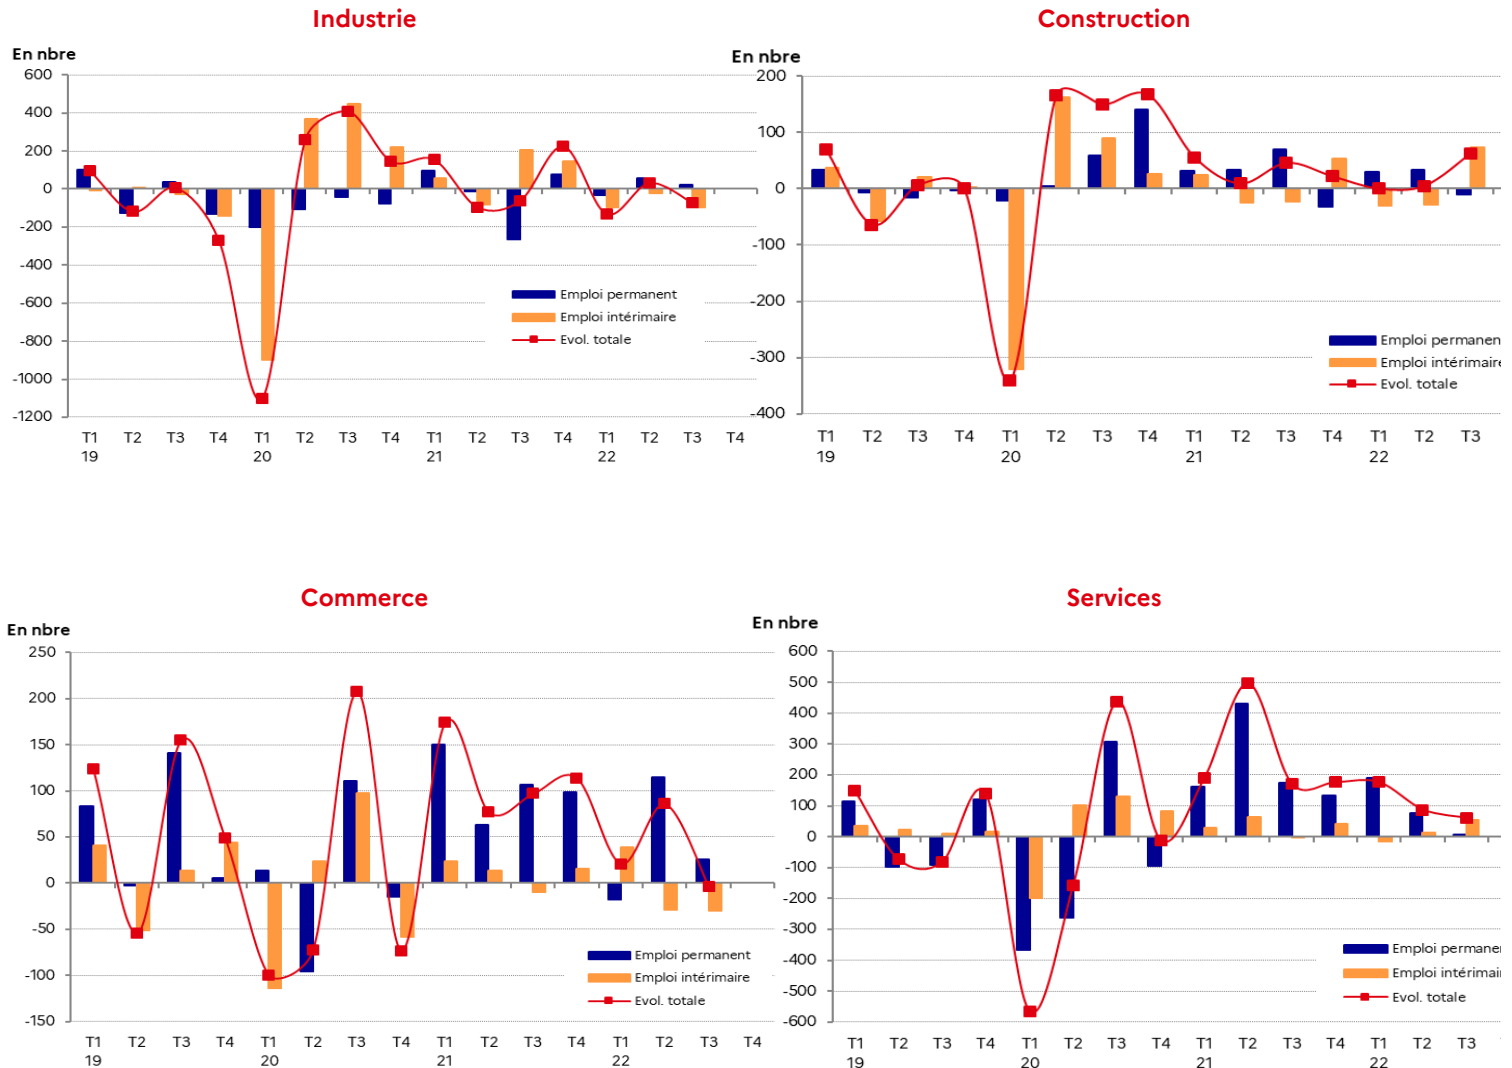 Industrie
En nbre
600
400
200
0
-200
-400
-600
-800
-1000
-1200
Emploi permanent
Emploi intérimaire
Evol. totale
T1 T2 T3 T4 T1 T2 T3 T4 T1 T2 T3 T4 T1 T2 T3 T4
19 20 21 22
Construction
En nbre
200
100
0
-100
-200
-300
-400
Emploi permanen
Emploi intérimaire
Evol. totale
T1 T2 T3 T4 T1 T2 T3 T4 T1 T2 T3 T4 T1 T2 T3
19 20 21 22
Commerce
En nbre
250
200
150
100
50
0
-50
-100
-150
Emploi permanent
Emploi intérimaire
Evol. totale
T1 T2 T3 T4 T1 T2 T3 T4 T1 T2 T3 T4 T1 T2 T3 T4
19 20 21 22
Services
En nbre
600
500
400
300
200
100
0
-100
-200
-300
-400
-500
-600
Emploi permanen
Emploi intérimair
Evol. totale
T1 T2 T3 T4 T1 T2 T3 T4 T1 T2 T3 T4 T1 T2 T3
19 20 21 22